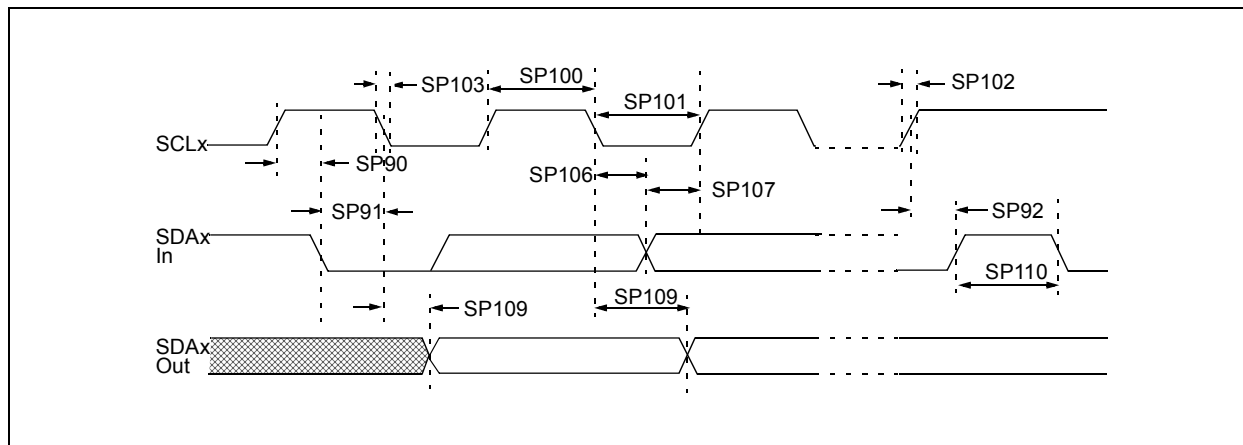 SP103
SP100
SP101
SP102
SCLx
SP90
SP106
SP107
SP91
SP92
SDAx
In
SP110
SP109
SP109
SDAx
Out